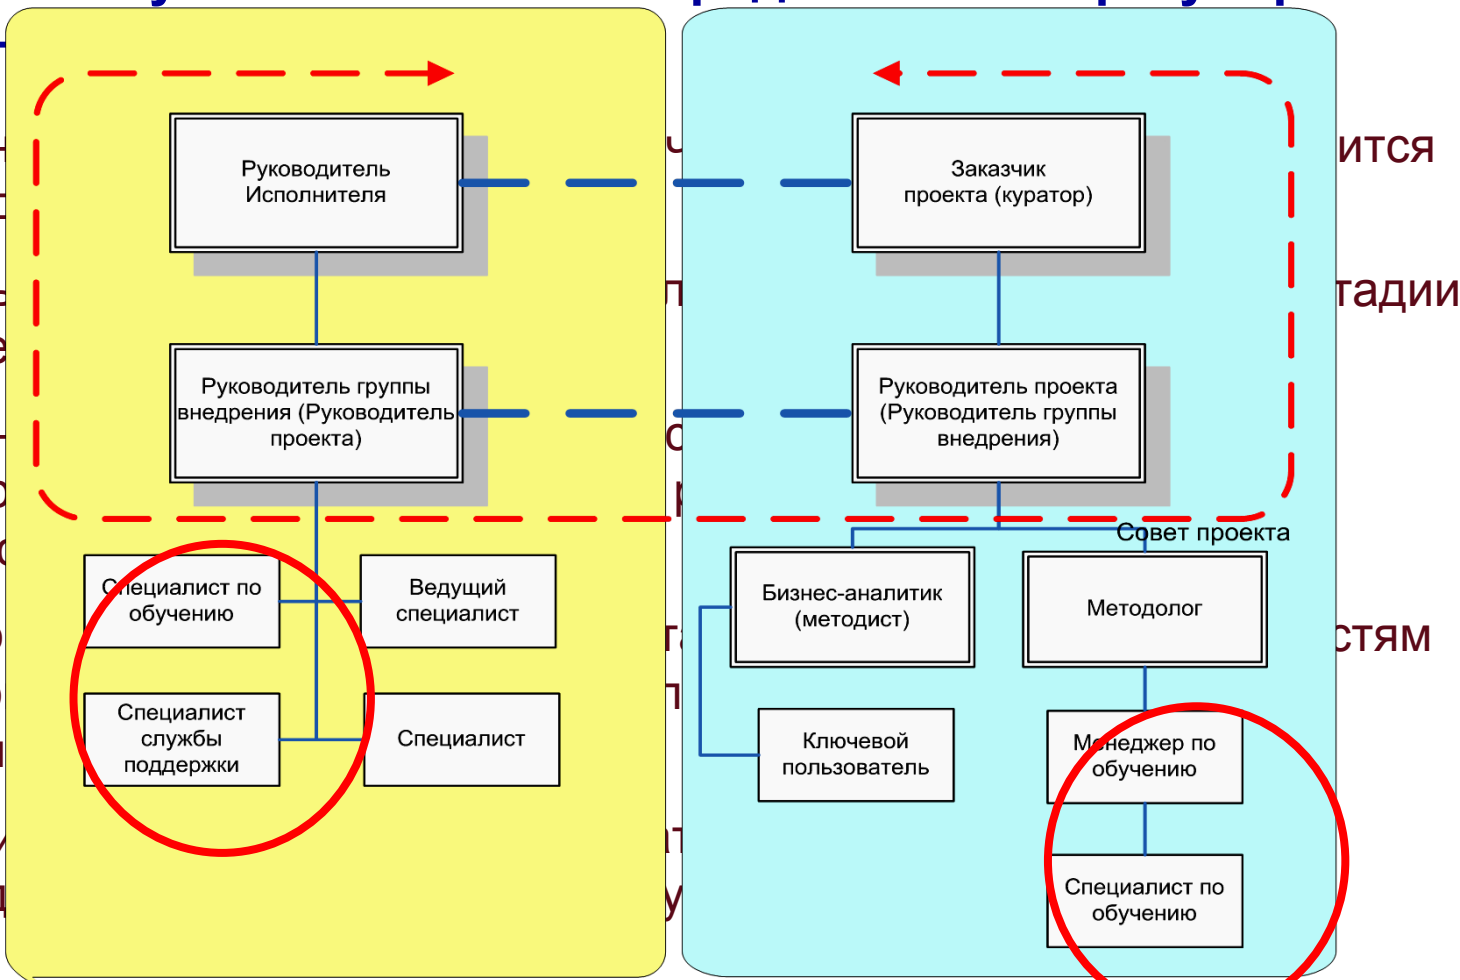 Руководитель
Исполнителя
Заказчик
проекта (куратор)
ится
тадии
Руководитель группы
внедрения (Руководитель
проекта)
Руководитель проекта
(Руководитель группы
внедрения)
Совет проекта
Специалист по
обучению
Ведущий
специалист
Бизнес-аналитик
(методист)
Методолог
стям
Специалист
службы
поддержки
Специалист
Ключевой
пользователь
Менеджер по
обучению
Специалист по
обучению